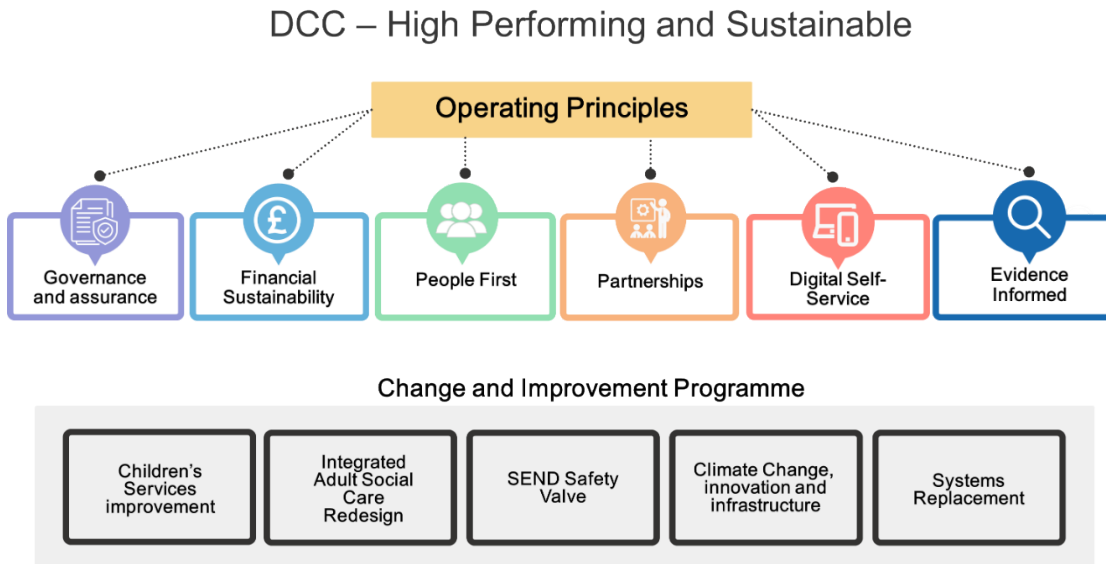 DCC – High Performing and Sustainable
Operating Principles
£
Governance
and assurance
Financial
Sustainability
People First
Partnerships
Digital Self-
Service
Evidence
Informed
Change and Improvement Programme
Children’s
Services
improvement
Integrated
Adult Social
Care
Redesign
SEND Safety
Valve
Climate Change,
innovation and
infrastructure
Systems
Replacement